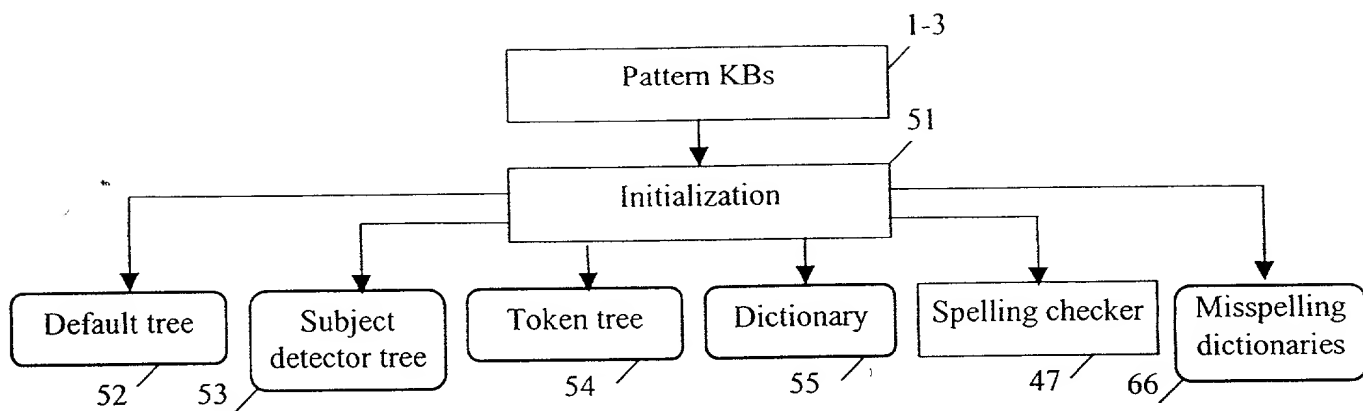 1-3
Pattern KBs
51
Initialization
Default tree
Subject
detector tree
Token tree
Dictionary
Spelling checker
Misspelling
dictionaries
52
53
54
55
47
66